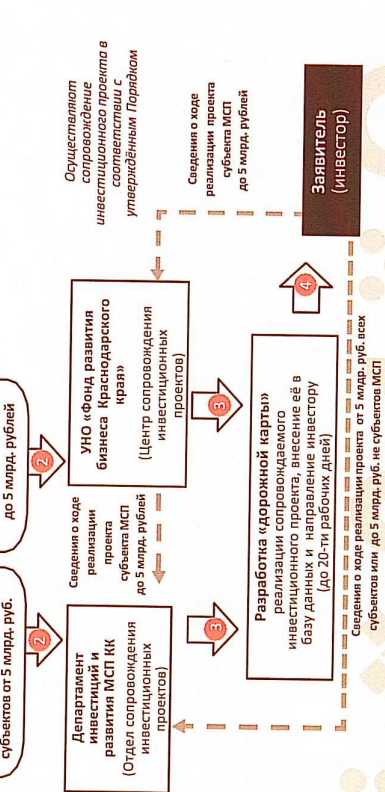 субъектов от 5 млрд. руб.
до 5 млрд. рублей
2
2
Департамент
инвестиций и
развития МСП КК
(Отдел сопровождения
инвестиционных
проектов)
Сведения о ходе
реализации
проекта
субъекта МСП
до 5 млрд. рублей
УНО «Фонд развития
бизнеса Краснодарского
края»
(Центр сопровождения
инвестиционных
проектов)
Осуществляют
сопровождение
инвестиционного проекта в
соответствии с
утверждённым Порядком
3
3
Сведения о ходе
реализации проекта
субъекта МСП
до 5 млрд. рублей
Разработка «дорожной карты»
реализации сопровождаемого
инвестиционного проекта, внесение её в
базу данных и направление инвестору
(до 20-ти рабочих дней)
4
Заявитель
(инвестор)
Сведения о ходе реализации проекта от 5 млдр. руб. всех
субъектов или до 5 млрд. руб. не субъектов МСП